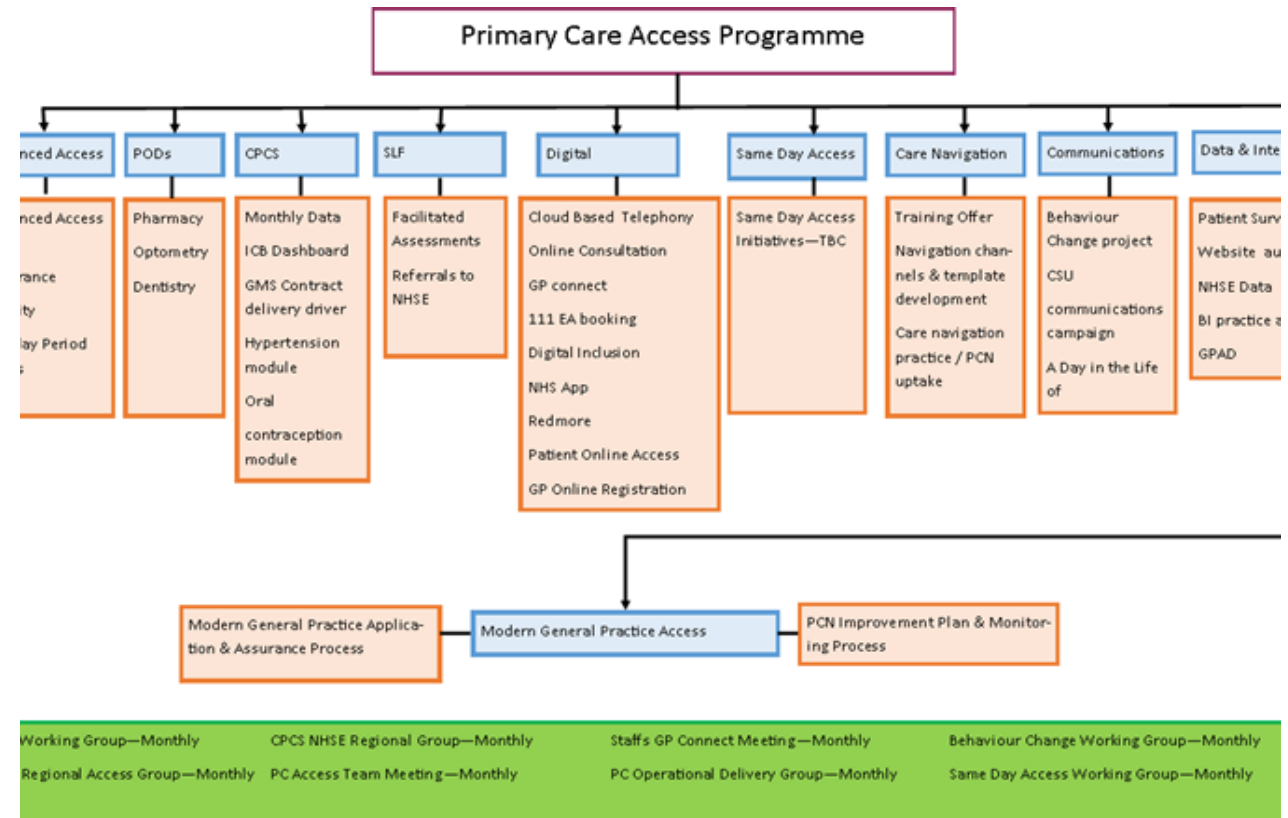 Primary Care Access Programme
nced Access
PODs
CPCS
SLF
Digital
Same Day Access
Care Navigation
Communications
Data & Inte
nced Access
rance
ity
ay Period
s
Pharmacy
Optometry
Dentistry
Monthly Data
ICB Dashboard
GMS Contract
delivery driver
Hypertension
module
Oral
contraception
module
Facilitated
Assessments
Referrals to
NHSE
Cloud Based Telephony
Online Consultation
GP connect
111 EA booking
Digital Inclusion
NHS App
Redmore
Patient Online Access
GP Online Registration
Same Day Access
Initiatives—TBC
Training Offer
Navigation chan-
nels & template
development
Care navigation
practice / PCN
uptake
Behaviour
Change project
CSU
communications
campaign
A Day in the Life
of
Patient Surv
Website au
NHSE Data
BI practice a
GPAD
Modern General Practice Applica-
tion & Assurance Process
Modern General Practice Access
PCN Improvement Plan & Monitor-
ing Process
Working Group—Monthly
CPCS NHSE Regional Group—Monthly
Staffs GP Connect Meeting—Monthly
Behaviour Change Working Group—Monthly
Regional Access Group—Monthly
PC Access Team Meeting—Monthly
PC Operational Delivery Group—Monthly
Same Day Access Working Group—Monthly